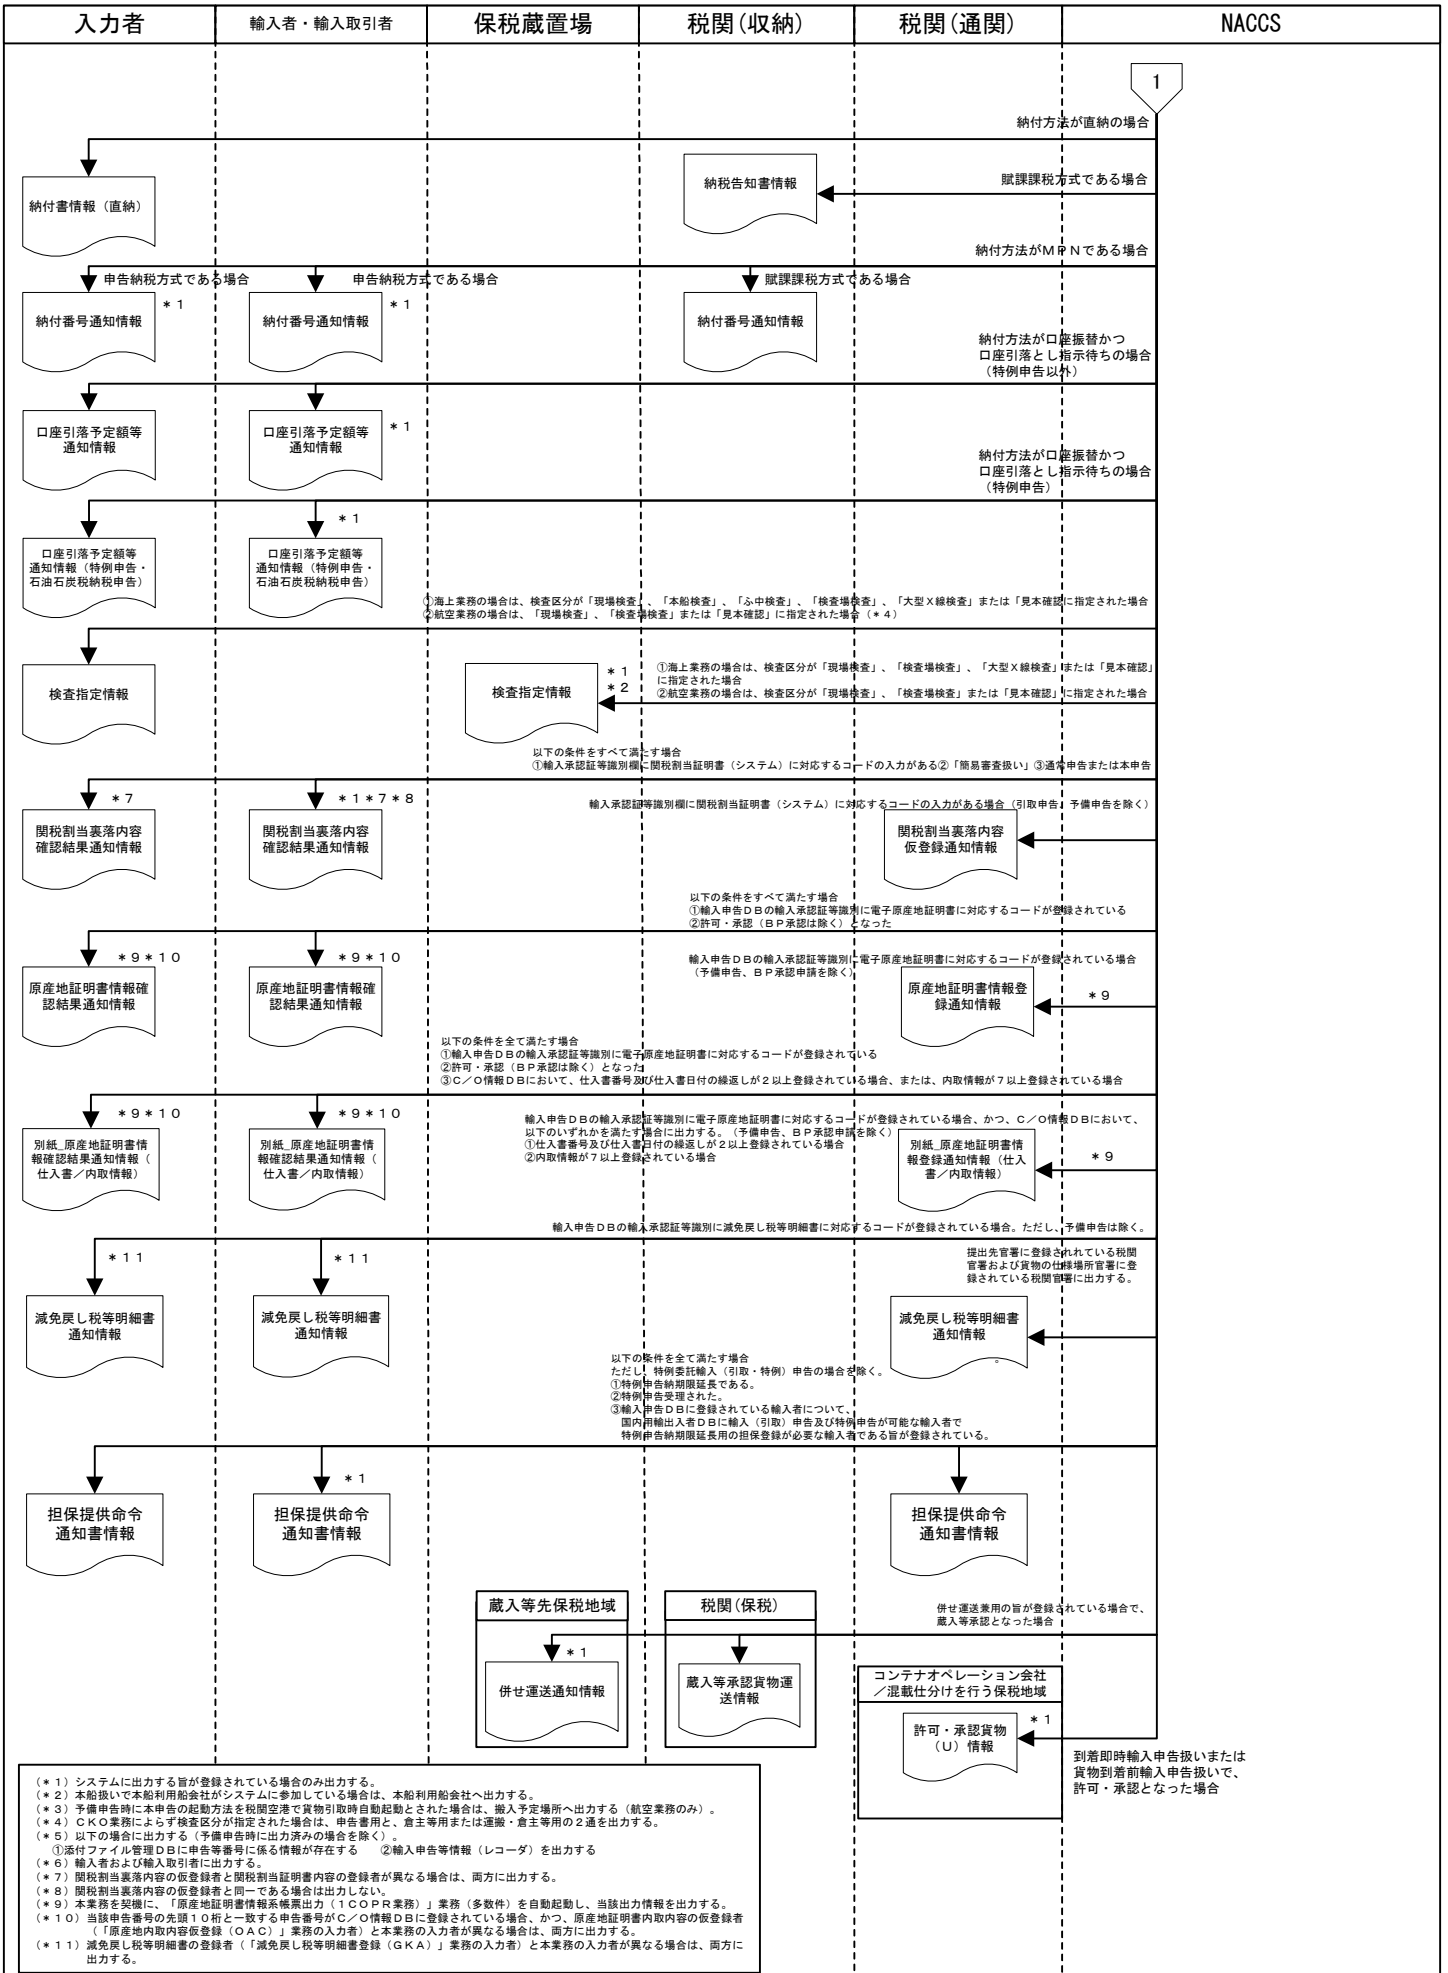 入力者
輸入者・輸入取引者
保税蔵置場
税関(収納)
税関(通関)
NACCS
1
納付方法が直納の場合
納付書情報（直納）
納税告知書情報
賦課課税方式である場合
納付方法がＭＰＮである場合
申告納税方式である場合
申告納税方式である場合
賦課課税方式である場合
納付番号通知情報
＊１
納付番号通知情報
＊１
納付番号通知情報
納付方法が口座振替かつ
口座引落とし指示待ちの場合
（特例申告以外）
口座引落予定額等
通知情報
口座引落予定額等
通知情報
＊１
納付方法が口座振替かつ
口座引落とし指示待ちの場合
（特例申告）
＊１
口座引落予定額等
通知情報（特例申告・
石油石炭税納税申告）
口座引落予定額等
通知情報（特例申告・
石油石炭税納税申告）
①海上業務の場合は、検査区分が「現場検査」、「本船検査」、「ふ中検査」、「検査場検査」、「大型Ｘ線検査」または「見本確認に指定された場合
②航空業務の場合は、「現場検査」、「検査場検査」または「見本確認」に指定された場合（＊４）
検査指定情報
検査指定情報
＊１
＊２
①海上業務の場合は、検査区分が「現場検査」、「検査場検査」、「大型Ｘ線検査」または「見本確認」
に指定された場合
②航空業務の場合は、検査区分が「現場検査」、「検査場検査」または「見本確認」に指定された場合
以下の条件をすべて満たす場合
①輸入承認証等識別欄に関税割当証明書（システム）に対応するコードの入力がある②「簡易審査扱い」③通常申告または本申告
＊７
＊１＊７＊８
輸入承認証等識別欄に関税割当証明書（システム）に対応するコードの入力がある場合（引取申告、予備申告を除く）
関税割当裏落内容
確認結果通知情報
関税割当裏落内容
確認結果通知情報
関税割当裏落内容
仮登録通知情報
以下の条件をすべて満たす場合
①輸入申告ＤＢの輸入承認証等識別に電子原産地証明書に対応するコードが登録されている
②許可・承認（ＢＰ承認は除く）となった
＊９＊１０
＊９＊１０
輸入申告ＤＢの輸入承認証等識別に電子原産地証明書に対応するコードが登録されている場合
（予備申告、ＢＰ承認申請を除く）
原産地証明書情報確
認結果通知情報
原産地証明書情報確
認結果通知情報
原産地証明書情報登
録通知情報
＊９
以下の条件を全て満たす場合
①輸入申告ＤＢの輸入承認証等識別に電子原産地証明書に対応するコードが登録されている
②許可・承認（ＢＰ承認は除く）となった
③Ｃ／Ｏ情報ＤＢにおいて、仕入書番号及び仕入書日付の繰返しが２以上登録されている場合、または、内取情報が７以上登録されている場合
＊９＊１０
＊９＊１０
輸入申告ＤＢの輸入承認証等識別に電子原産地証明書に対応するコードが登録されている場合、かつ、Ｃ／Ｏ情報ＤＢにおいて、
以下のいずれかを満たす場合に出力する。（予備申告、ＢＰ承認申請を除く）
①仕入書番号及び仕入書日付の繰返しが２以上登録されている場合
②内取情報が７以上登録されている場合
別紙_原産地証明書情
報確認結果通知情報（
仕入書／内取情報）
別紙_原産地証明書情
報確認結果通知情報（
仕入書／内取情報）
別紙_原産地証明書情
報登録通知情報（仕入
書／内取情報）
＊９
輸入申告ＤＢの輸入承認証等識別に減免戻し税等明細書に対応するコードが登録されている場合。ただし、予備申告は除く。
＊１１
＊１１
提出先官署に登録されれている税関
官署および貨物の仕様場所官署に登
録されている税関官署に出力する。
減免戻し税等明細書
通知情報
減免戻し税等明細書
通知情報
減免戻し税等明細書
通知情報
。
以下の条件を全て満たす場合
ただし、特例委託輸入（引取・特例）申告の場合を除く。
①特例申告納期限延長である。
②特例申告受理された。
③輸入申告ＤＢに登録されている輸入者について、
国内用輸出入者ＤＢに輸入（引取）申告及び特例申告が可能な輸入者で
特例申告納期限延長用の担保登録が必要な輸入者である旨が登録されている。
＊１
担保提供命令
通知書情報
担保提供命令
通知書情報
担保提供命令
通知書情報
蔵入等先保税地域
税関(保税)
併せ運送兼用の旨が登録されている場合で、
蔵入等承認となった場合
＊１
併せ運送通知情報
蔵入等承認貨物運
送情報
コンテナオペレーション会社
／混載仕分けを行う保税地域
許可・承認貨物
（Ｕ）情報
＊１
到着即時輸入申告扱いまたは
貨物到着前輸入申告扱いで、
許可・承認となった場合
（＊１）システムに出力する旨が登録されている場合のみ出力する。
（＊２）本船扱いで本船利用船会社がシステムに参加している場合は、本船利用船会社へ出力する。
（＊３）予備申告時に本申告の起動方法を税関空港で貨物引取時自動起動とされた場合は、搬入予定場所へ出力する（航空業務のみ）。
（＊４）ＣＫＯ業務によらず検査区分が指定された場合は、申告書用と、倉主等用または運搬・倉主等用の２通を出力する。
（＊５）以下の場合に出力する（予備申告時に出力済みの場合を除く）。
①添付ファイル管理ＤＢに申告等番号に係る情報が存在する　②輸入申告等情報（レコーダ）を出力する
（＊６）輸入者および輸入取引者に出力する。
（＊７）関税割当裏落内容の仮登録者と関税割当証明書内容の登録者が異なる場合は、両方に出力する。
（＊８）関税割当裏落内容の仮登録者と同一である場合は出力しない。
（＊９）本業務を契機に、「原産地証明書情報系帳票出力（１ＣＯＰＲ業務）」業務（多数件）を自動起動し、当該出力情報を出力する。
（＊１０）当該申告番号の先頭１０桁と一致する申告番号がＣ／Ｏ情報ＤＢに登録されている場合、かつ、原産地証明書内取内容の仮登録者
（「原産地内取内容仮登録（ＯＡＣ）」業務の入力者）と本業務の入力者が異なる場合は、両方に出力する。
（＊１１）減免戻し税等明細書の登録者（「減免戻し税等明細書登録（ＧＫＡ）」業務の入力者）と本業務の入力者が異なる場合は、両方に
出力する。